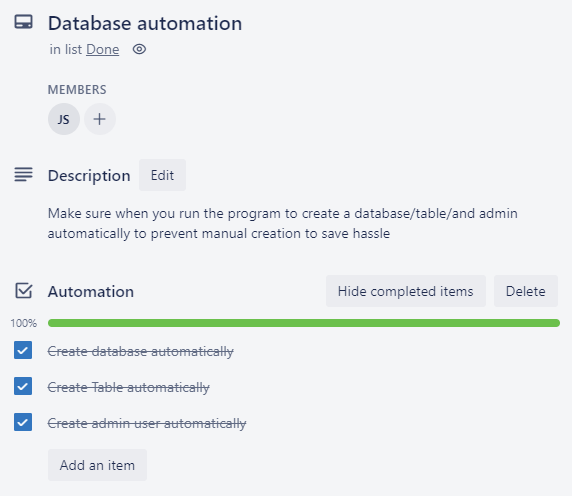 Database automation
in list Done
MEMBERS
JS +
Description Edit
Make sure when you run the program to create a database/table/and admin
automatically to prevent manual creation to save hassle
Automation Hide completed items Delete
100%
Create database automatically
Create Table automatically
Create admin user automatically
Add an item